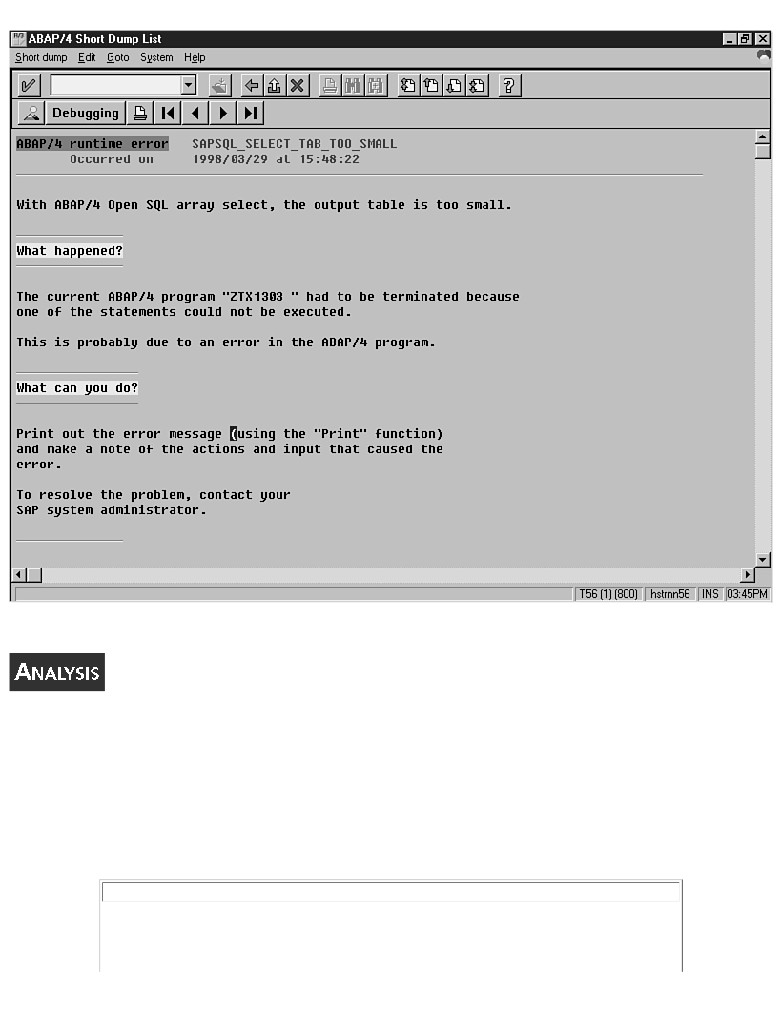 ABAP/4 Short Dump List
Short dump Edit Goto System Help
Debugging
ABAP/4 runtime error SAPSQL_SELECT_TAB_TOO_SMALL
Occurred on 1998/03/29 at 15:48:22
With ABAP/4 Open SQL array select, the output table is too small.
What happened?
The current ABAP/4 program "ZTX1303 " had to be terminated because
one of the statements could not be executed.
This is probably due to an error in the ABAP/4 program.
What can you do?
Print out the error message (using the "Print" function)
and make a note of the actions and input that caused the
error.
To resolve the problem, contact your
SAP system administrator.
T56 (1) (800) hstrnn56 INS 03:45PM
ANALYSIS